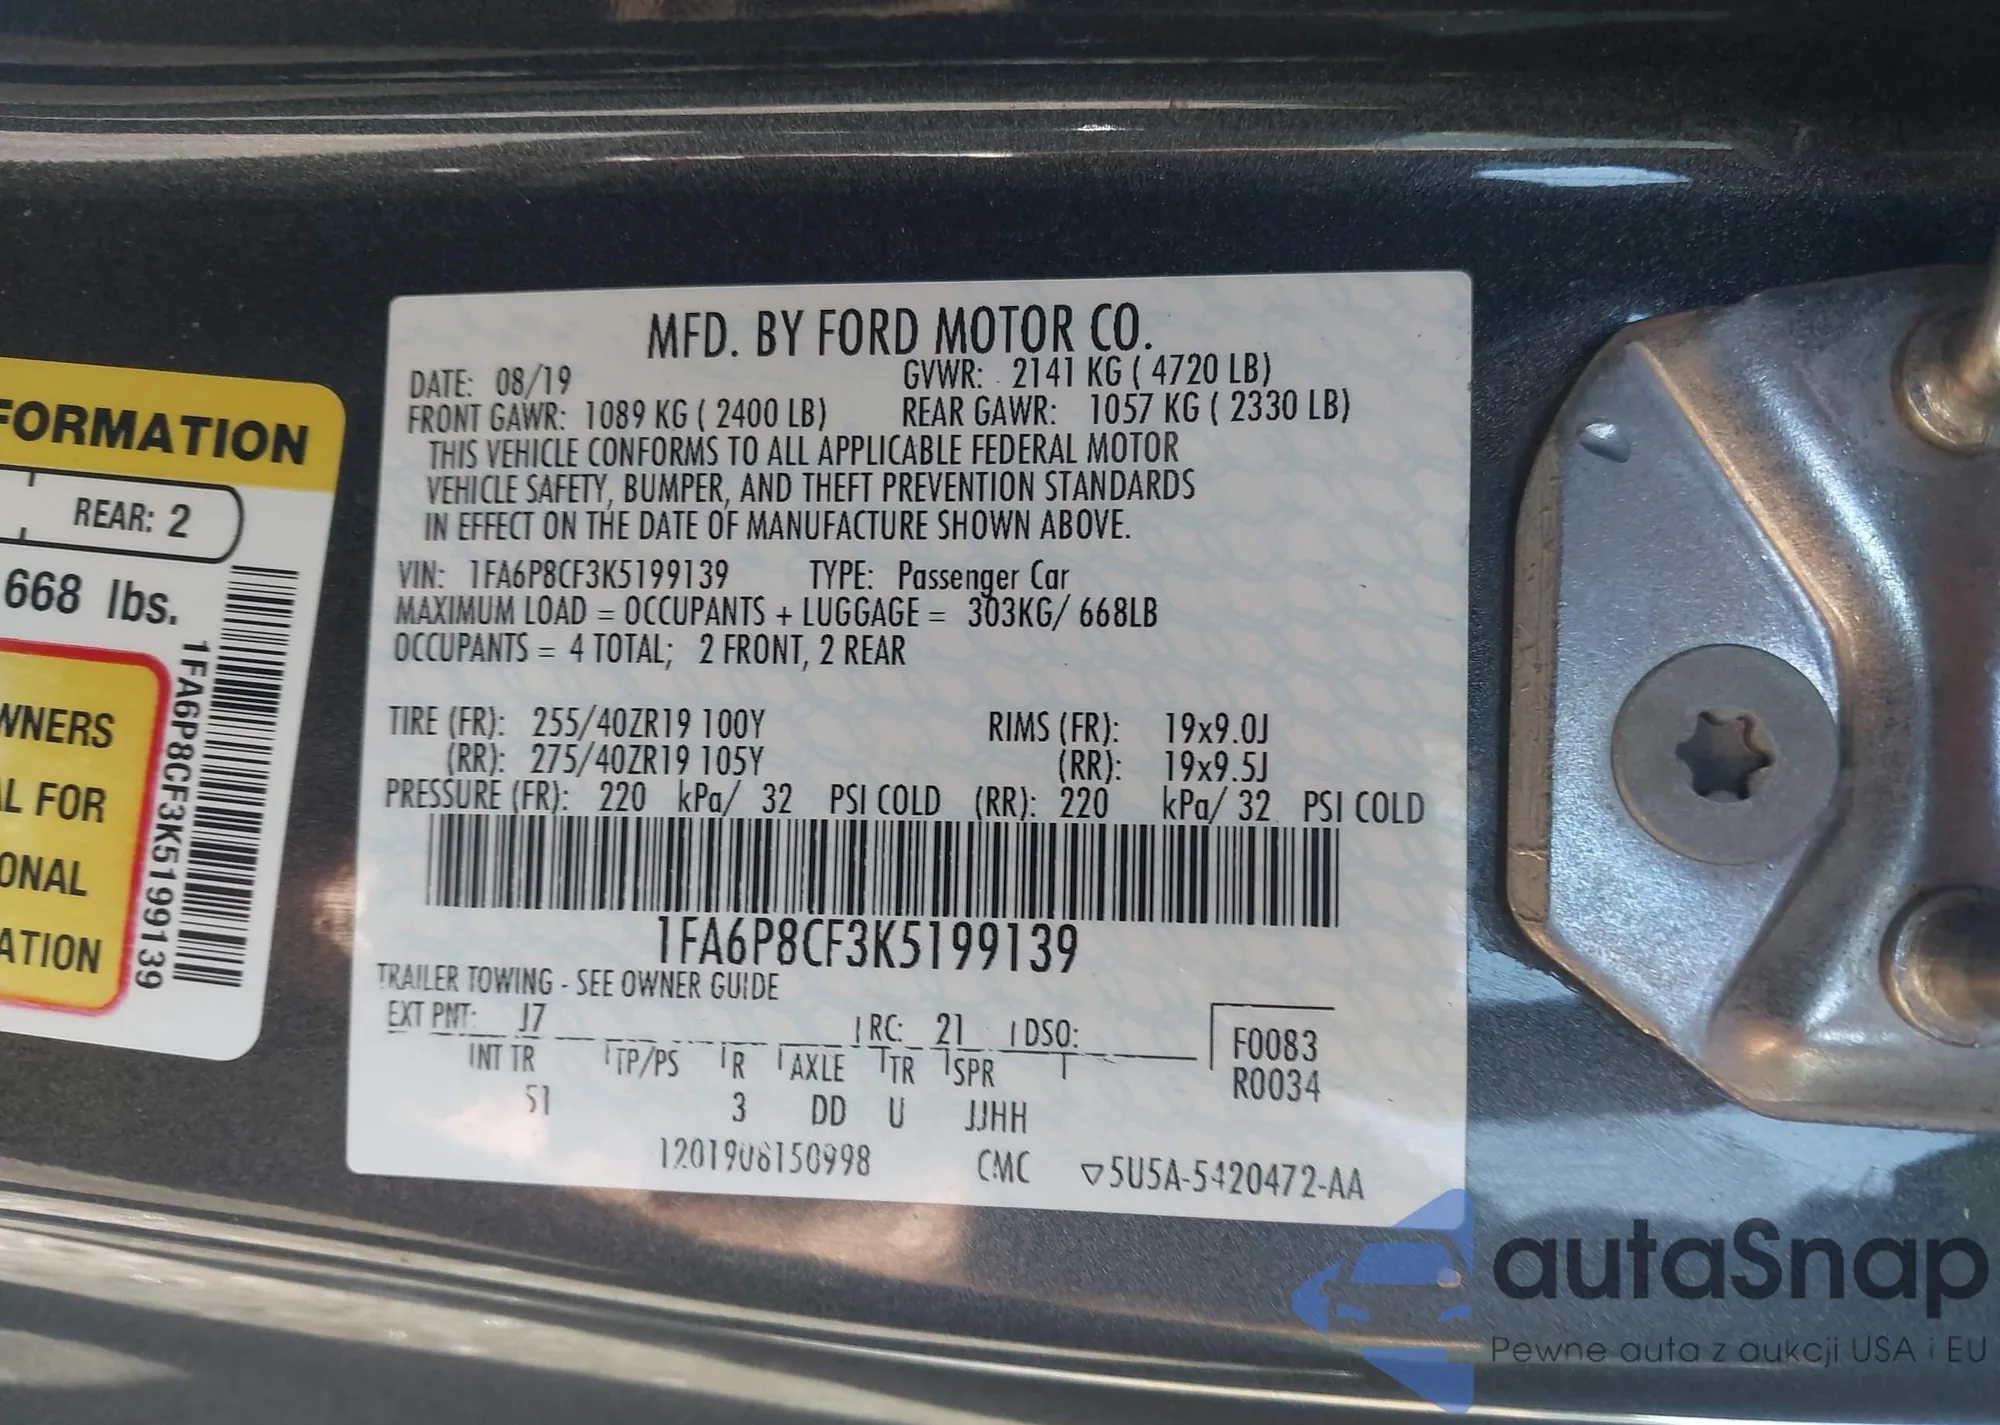 FORMATION
REAR: 2
668 lbs.
WNERS
L FOR
ONAL
ATION
1FA6P8CF3K5199139
MFD. BY FORD MOTOR CO.
DATE: 08/19 GVWR: 2141 KG ( 4720 LB)
FRONT GAWR: 1089 KG ( 2400 LB) REAR GAWR: 1057 KG ( 2330 LB)
THIS VEHICLE CONFORMS TO ALL APPLICABLE FEDERAL MOTOR
VEHICLE SAFETY, BUMPER, AND THEFT PREVENTION STANDARDS
IN EFFECT ON THE DATE OF MANUFACTURE SHOWN ABOVE.
VIN: 1FA6P8CF3K5199139 TYPE: Passenger Car
MAXIMUM LOAD = OCCUPANTS + LUGGAGE = 303KG/ 668LB
OCCUPANTS = 4 TOTAL; 2 FRONT, 2 REAR
TIRE (FR): 255/40ZR19 100Y RIMS (FR): 19x9.0J
(RR): 275/40ZR19 105Y (RR): 19x9.5J
PRESSURE (FR): 220 kPa/ 32 PSI COLD (RR): 220 kPa/ 32 PSI COLD
1FA6P8CF3K5199139
TRAILER TOWING - SEE OWNER GUIDE
EXT PNT: J7 RC: 21 DSO:
INT TR TP/PS R AXLE TR SPR
51 3 DD U JJHH
F0083
R0034
1201906150998 CMC ▽5U5A-5420472-AA
autaSnap
Pewne auta z aukcji USA i EU